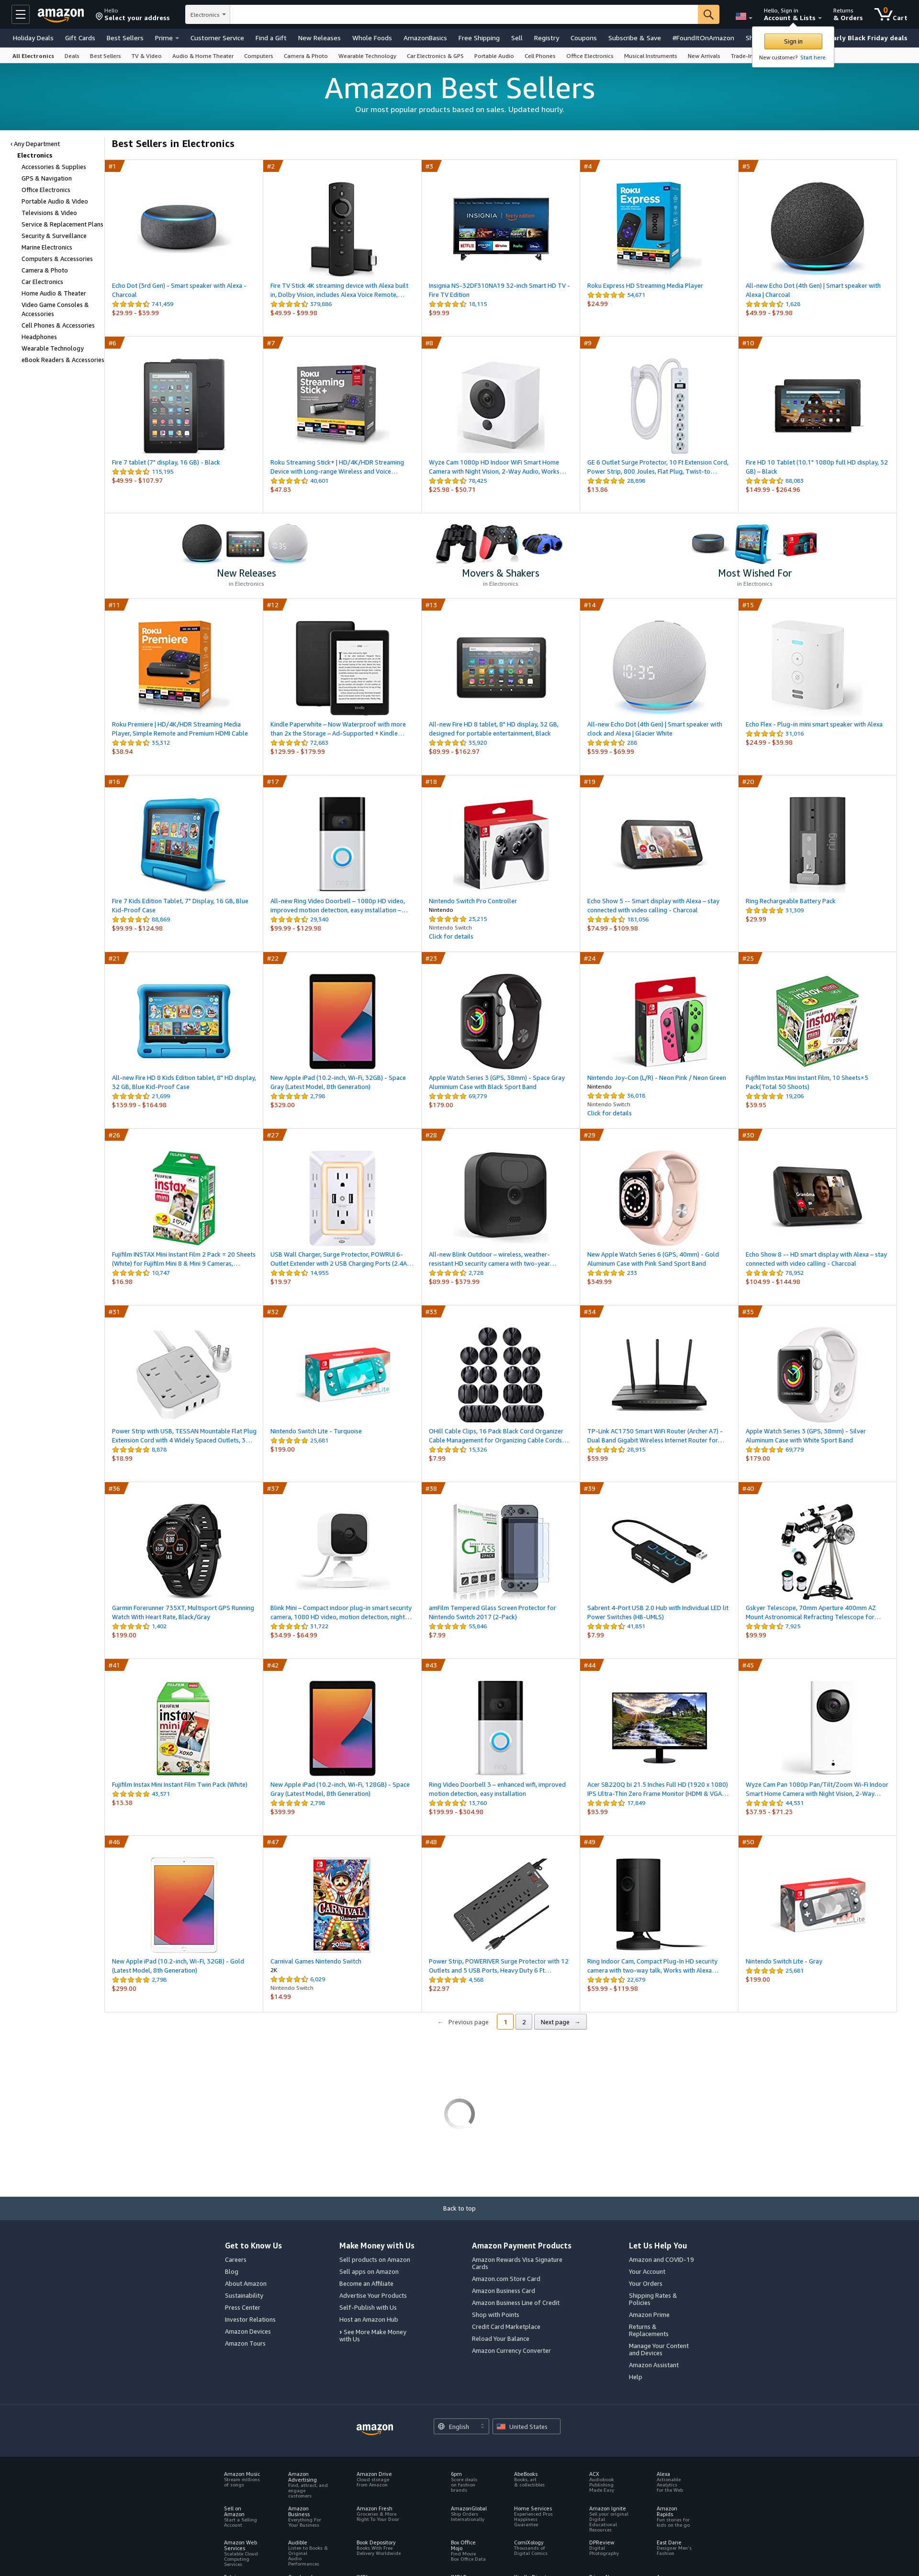 amazon
Hello
Select your address
Electronics
Hello, Sign in
Account & Lists
Returns
& Orders
0
Cart
Holiday Deals Gift Cards Best Sellers Prime Customer Service Find a Gift New Releases Whole Foods AmazonBasics Free Shipping Sell Registry Coupons Subscribe & Save #FoundItOnAmazon
Black Friday deals
Sign in
New customer? Start here.
All Electronics Deals Best Sellers TV & Video Audio & Home Theater Computers Camera & Photo Wearable Technology Car Electronics & GPS Portable Audio Cell Phones Office Electronics Musical Instruments New Arrivals Trade-In
Amazon Best Sellers
Our most popular products based on sales. Updated hourly.
‹ Any Department
Electronics
Accessories & Supplies
GPS & Navigation
Office Electronics
Portable Audio & Video
Televisions & Video
Service & Replacement Plans
Security & Surveillance
Marine Electronics
Computers & Accessories
Camera & Photo
Car Electronics
Home Audio & Theater
Video Game Consoles &
Accessories
Cell Phones & Accessories
Headphones
Wearable Technology
eBook Readers & Accessories
Best Sellers in Electronics
#1
Echo Dot (3rd Gen) - Smart speaker with Alexa -
Charcoal
741,459
$29.99 - $39.99
#2
Fire TV Stick 4K streaming device with Alexa built
in, Dolby Vision, includes Alexa Voice Remote,…
379,886
$49.99 - $99.98
#3
INSIGNIA
Insignia NS-32DF310NA19 32-inch Smart HD TV -
Fire TV Edition
18,115
$99.99
#4
Roku
Express
Roku Express HD Streaming Media Player
54,671
$24.99
#5
All-new Echo Dot (4th Gen) | Smart speaker with
Alexa | Charcoal
1,628
$49.99 - $79.98
#6
Fire 7 tablet (7" display, 16 GB) - Black
115,195
$49.99 - $107.97
#7
Roku
Streaming
Stick+
Roku Streaming Stick+ | HD/4K/HDR Streaming
Device with Long-range Wireless and Voice…
40,601
$47.83
#8
Wyze Cam 1080p HD Indoor WiFi Smart Home
Camera with Night Vision, 2-Way Audio, Works…
78,425
$25.98 - $50.71
#9
GE 6 Outlet Surge Protector, 10 Ft Extension Cord,
Power Strip, 800 Joules, Flat Plug, Twist-to…
28,898
$13.86
#10
Fire HD 10 Tablet (10.1" 1080p full HD display, 32
GB) – Black
88,083
$149.99 - $264.96
New Releases
in Electronics
Movers & Shakers
in Electronics
Most Wished For
in Electronics
#11
Roku
Premiere
Roku Premiere | HD/4K/HDR Streaming Media
Player, Simple Remote and Premium HDMI Cable
35,312
$38.94
#12
Kindle Paperwhite – Now Waterproof with more
than 2x the Storage – Ad-Supported + Kindle…
72,683
$129.99 - $179.99
#13
All-new Fire HD 8 tablet, 8" HD display, 32 GB,
designed for portable entertainment, Black
35,920
$89.99 - $162.97
#14
All-new Echo Dot (4th Gen) | Smart speaker with
clock and Alexa | Glacier White
268
$59.99 - $69.99
#15
Echo Flex - Plug-in mini smart speaker with Alexa
31,016
$24.99 - $39.98
#16
Fire 7 Kids Edition Tablet, 7" Display, 16 GB, Blue
Kid-Proof Case
88,869
$99.99 - $124.98
#17
All-new Ring Video Doorbell – 1080p HD video,
improved motion detection, easy installation –…
29,340
$99.99 - $129.98
#18
Nintendo Switch Pro Controller
Nintendo
25,215
Nintendo Switch
Click for details
#19
Echo Show 5 -- Smart display with Alexa – stay
connected with video calling - Charcoal
181,056
$74.99 - $109.98
#20
ring
Ring Rechargeable Battery Pack
31,309
$29.99
#21
All-new Fire HD 8 Kids Edition tablet, 8" HD display,
32 GB, Blue Kid-Proof Case
21,699
$139.99 - $164.98
#22
New Apple iPad (10.2-inch, Wi-Fi, 32GB) - Space
Gray (Latest Model, 8th Generation)
2,798
$329.00
#23
Apple Watch Series 3 (GPS, 38mm) - Space Gray
Aluminium Case with Black Sport Band
69,779
$179.00
#24
Nintendo Joy-Con (L/R) - Neon Pink / Neon Green
Nintendo
36,018
Nintendo Switch
Click for details
#25
instax
mini
Fujifilm Instax Mini Instant Film, 10 Sheets×5
Pack(Total 50 Shoots)
19,206
$39.95
#26
instax
mini
Fujifilm INSTAX Mini Instant Film 2 Pack = 20 Sheets
(White) for Fujifilm Mini 8 & Mini 9 Cameras,…
10,747
$16.98
#27
USB Wall Charger, Surge Protector, POWRUI 6-
Outlet Extender with 2 USB Charging Ports (2.4A…
14,955
$19.97
#28
All-new Blink Outdoor – wireless, weather-
resistant HD security camera with two-year…
2,728
$89.99 - $379.99
#29
New Apple Watch Series 6 (GPS, 40mm) - Gold
Aluminum Case with Pink Sand Sport Band
233
$349.99
#30
Echo Show 8 -- HD smart display with Alexa – stay
connected with video calling - Charcoal
78,952
$104.99 - $144.98
#31
Power Strip with USB, TESSAN Mountable Flat Plug
Extension Cord with 4 Widely Spaced Outlets, 3…
8,878
$18.99
#32
Nintendo Switch Lite - Turquoise
25,681
$199.00
#33
OHill Cable Clips, 16 Pack Black Cord Organizer
Cable Management for Organizing Cable Cords…
15,326
$7.99
#34
TP-Link AC1750 Smart WiFi Router (Archer A7) -
Dual Band Gigabit Wireless Internet Router for…
28,915
$59.99
#35
Apple Watch Series 3 (GPS, 38mm) - Silver
Aluminum Case with White Sport Band
69,779
$179.00
#36
Garmin Forerunner 735XT, Multisport GPS Running
Watch With Heart Rate, Black/Gray
1,402
$199.00
#37
Blink Mini – Compact indoor plug-in smart security
camera, 1080 HD video, motion detection, night…
31,722
$34.99 - $64.99
#38
GLASS
amFilm Tempered Glass Screen Protector for
Nintendo Switch 2017 (2-Pack)
55,846
$7.99
#39
Sabrent 4-Port USB 2.0 Hub with Individual LED lit
Power Switches (HB-UMLS)
41,851
$7.99
#40
Gskyer Telescope, 70mm Aperture 400mm AZ
Mount Astronomical Refracting Telescope for…
7,925
$99.99
#41
instax
mini
Fujifilm Instax Mini Instant Film Twin Pack (White)
43,571
$13.38
#42
New Apple iPad (10.2-inch, Wi-Fi, 128GB) - Space
Gray (Latest Model, 8th Generation)
2,798
$399.99
#43
Ring Video Doorbell 3 – enhanced wifi, improved
motion detection, easy installation
13,760
$199.99 - $304.98
#44
Acer SB220Q bi 21.5 Inches Full HD (1920 x 1080)
IPS Ultra-Thin Zero Frame Monitor (HDMI & VGA…
17,849
$93.99
#45
Wyze Cam Pan 1080p Pan/Tilt/Zoom Wi-Fi Indoor
Smart Home Camera with Night Vision, 2-Way…
44,531
$37.95 - $71.23
#46
New Apple iPad (10.2-inch, Wi-Fi, 32GB) - Gold
(Latest Model, 8th Generation)
2,798
$299.00
#47
CARNIVAL
Carnival Games Nintendo Switch
2K
6,029
Nintendo Switch
$14.99
#48
Power Strip, POWERIVER Surge Protector with 12
Outlets and 5 USB Ports, Heavy Duty 6 Ft…
4,568
$22.97
#49
Ring Indoor Cam, Compact Plug-In HD security
camera with two-way talk, Works with Alexa…
22,679
$59.99 - $119.98
#50
Nintendo Switch Lite - Gray
25,681
$199.00
← Previous page 1 2 Next page →
Back to top
Get to Know Us
Careers
Blog
About Amazon
Sustainability
Press Center
Investor Relations
Amazon Devices
Amazon Tours
Make Money with Us
Sell products on Amazon
Sell apps on Amazon
Become an Affiliate
Advertise Your Products
Self-Publish with Us
Host an Amazon Hub
› See More Make Money
with Us
Amazon Payment Products
Amazon Rewards Visa Signature
Cards
Amazon.com Store Card
Amazon Business Card
Amazon Business Line of Credit
Shop with Points
Credit Card Marketplace
Reload Your Balance
Amazon Currency Converter
Let Us Help You
Amazon and COVID-19
Your Account
Your Orders
Shipping Rates &
Policies
Amazon Prime
Returns &
Replacements
Manage Your Content
and Devices
Amazon Assistant
Help
amazon
English
United States
Amazon Music
Stream millions
of songs
Amazon
Advertising
Find, attract, and
engage
customers
Amazon Drive
Cloud storage
from Amazon
6pm
Score deals
on fashion
brands
AbeBooks
Books, art
& collectibles
ACX
Audiobook
Publishing
Made Easy
Alexa
Actionable
Analytics
for the Web
Sell on
Amazon
Start a Selling
Account
Amazon
Business
Everything For
Your Business
Amazon Fresh
Groceries & More
Right To Your Door
AmazonGlobal
Ship Orders
Internationally
Home Services
Experienced Pros
Happiness
Guarantee
Amazon Ignite
Sell your original
Digital
Educational
Resources
Amazon
Rapids
Fun stories for
kids on the go
Amazon Web
Services
Scalable Cloud
Computing
Services
Audible
Listen to Books &
Original
Audio
Performances
Book Depository
Books With Free
Delivery Worldwide
Box Office
Mojo
Find Movie
Box Office Data
ComiXology
Thousands of
Digital Comics
DPReview
Digital
Photography
East Dane
Designer Men's
Fashion